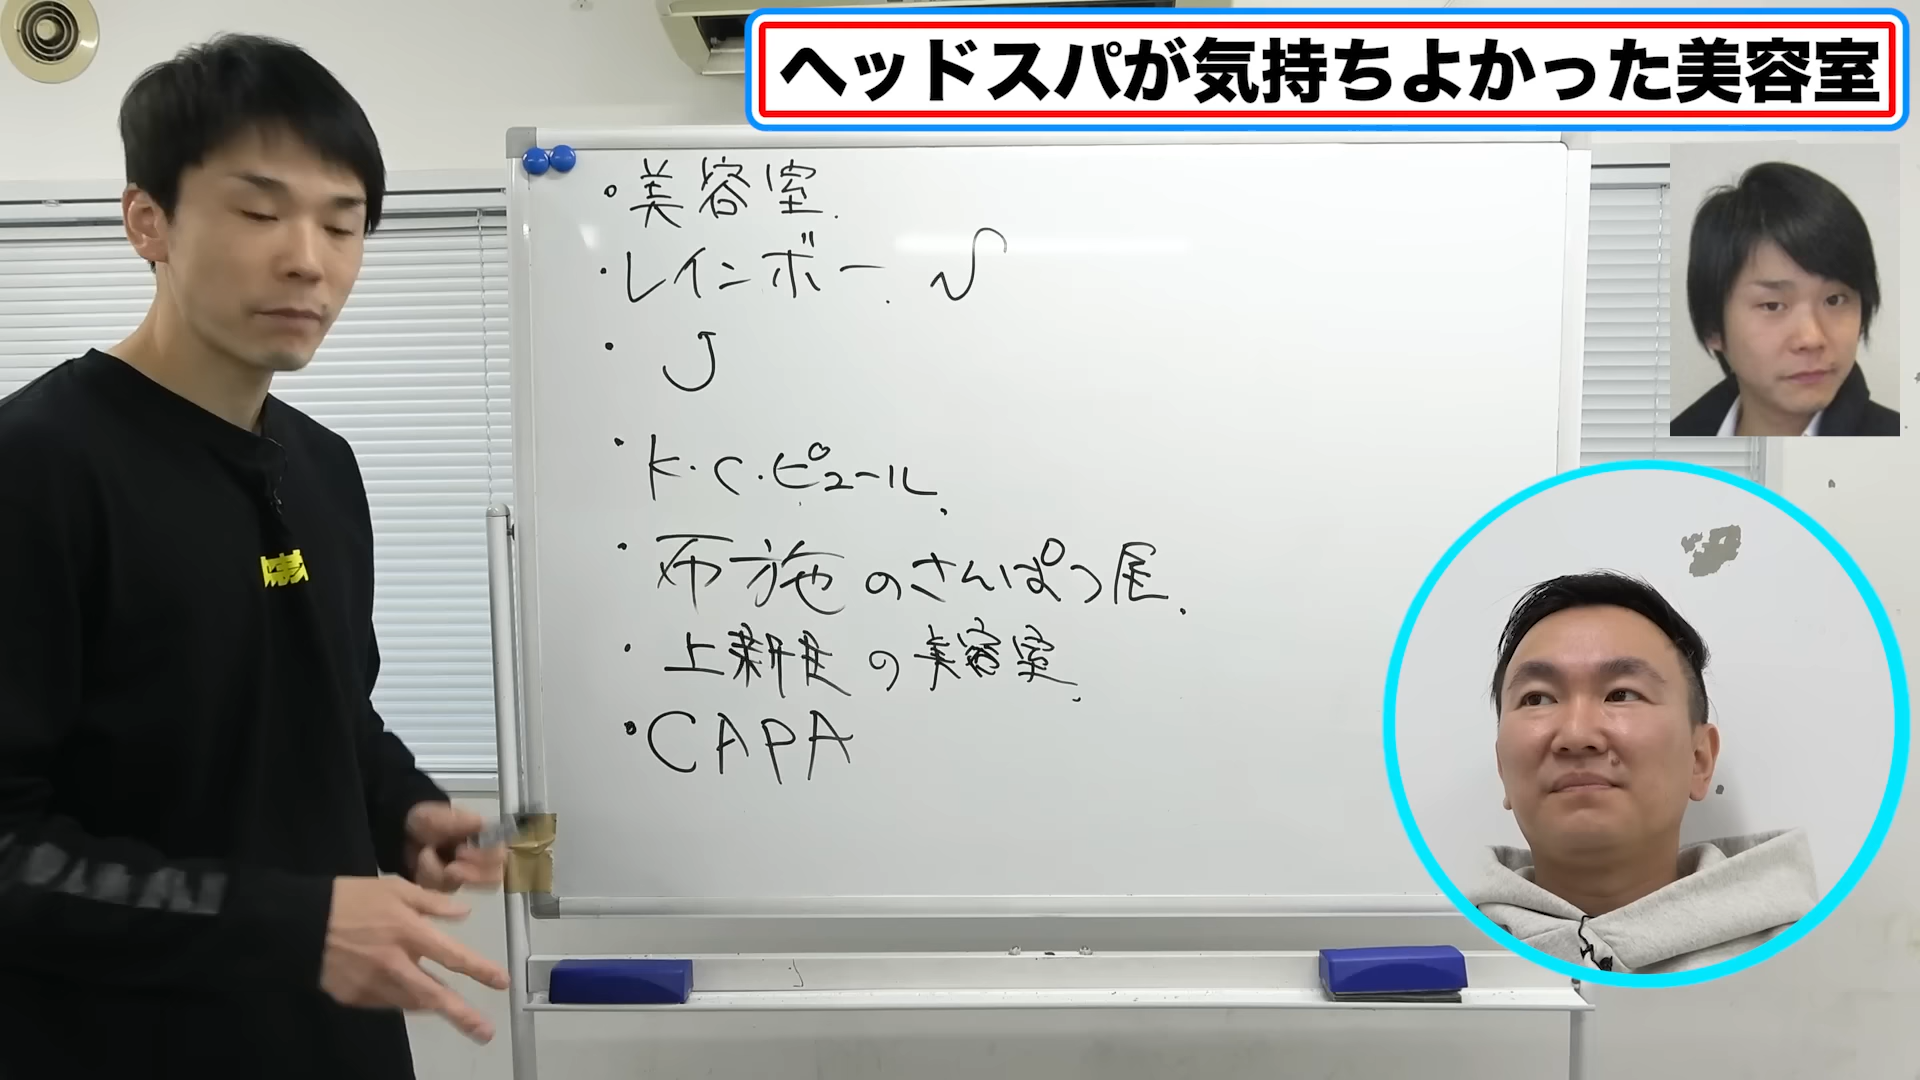 ヘッドスパが気持ちよかった美容室
・美容室.
・レインボー.
・J
・K.C.ピュール.
・布施のさんぱつ屋.
・上新庄の美容室.
・CAPA